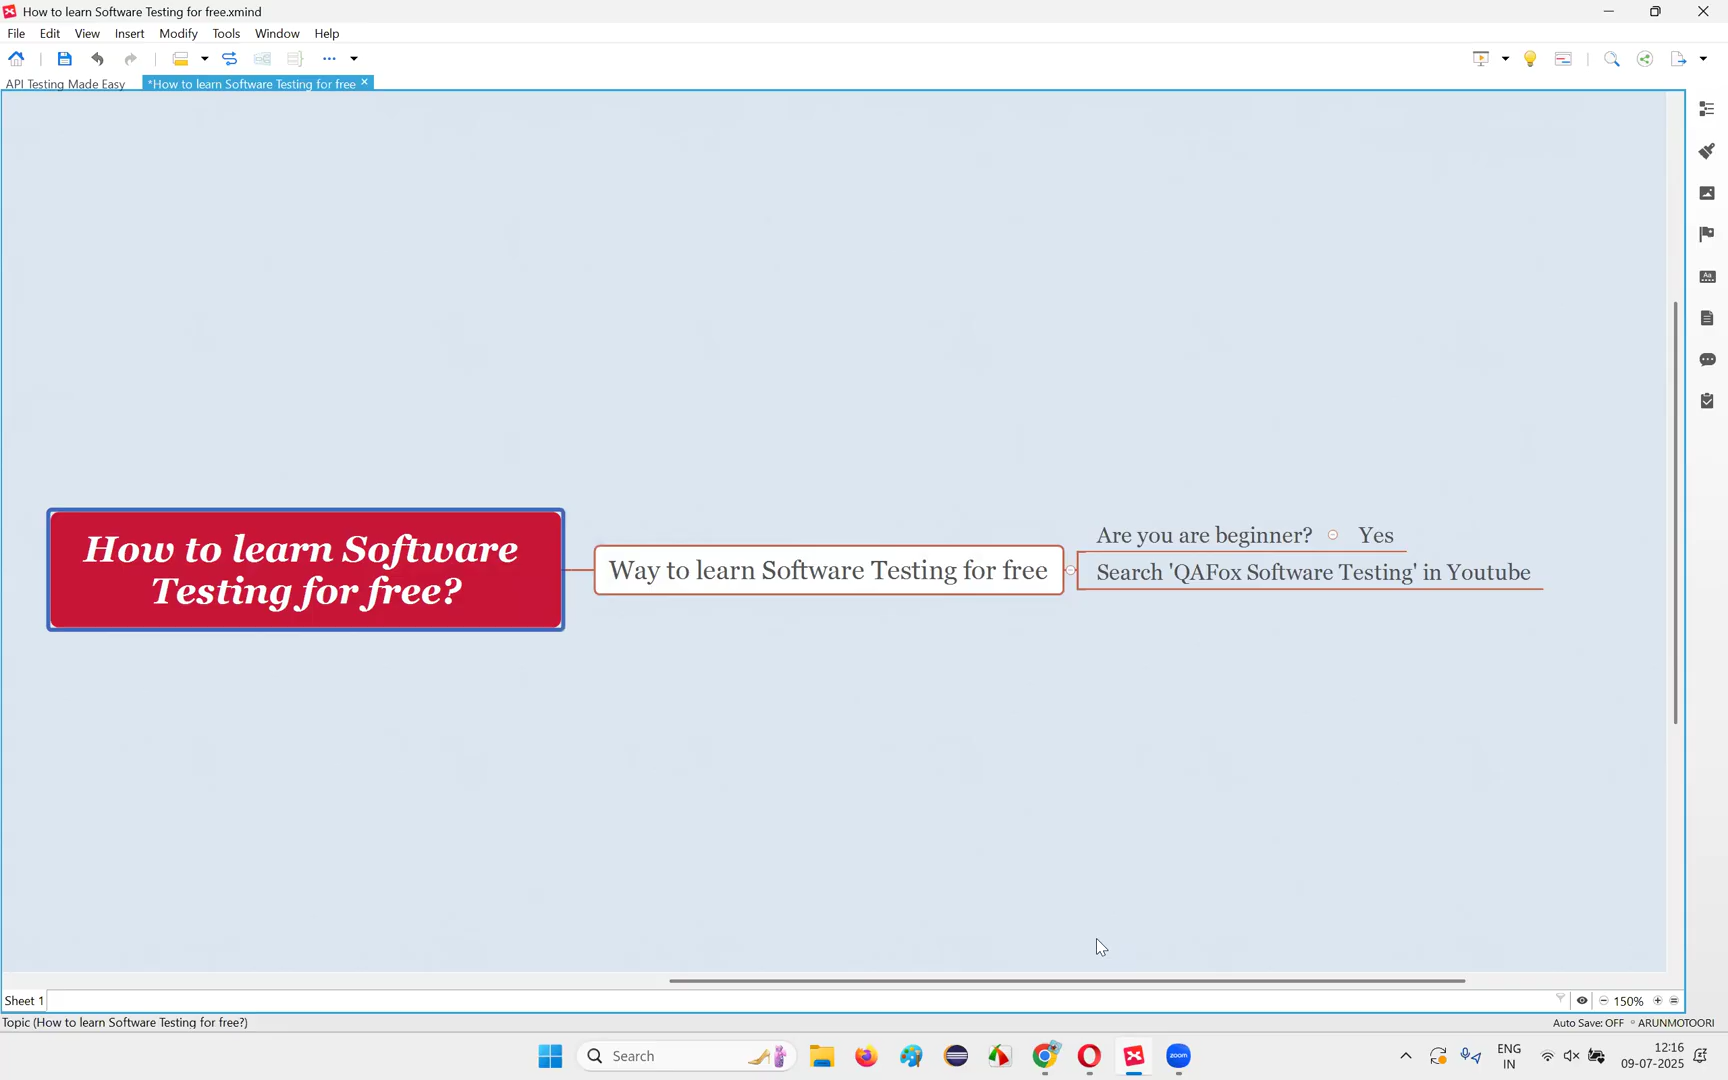 How to learn Software Testing for free.xmind
File Edit View Insert Modify Tools Window Help
API Testing Made Easy *How to learn Software Testing for free
How to learn Software
Testing for free?
Way to learn Software Testing for free
Are you are beginner? Yes
Search 'QAFox Software Testing' in Youtube
Sheet 1
150%
Topic (How to learn Software Testing for free?)
Auto Save: OFF ARUNMOTOORI
Search
zoom
ENG
IN
12:16
09-07-2025